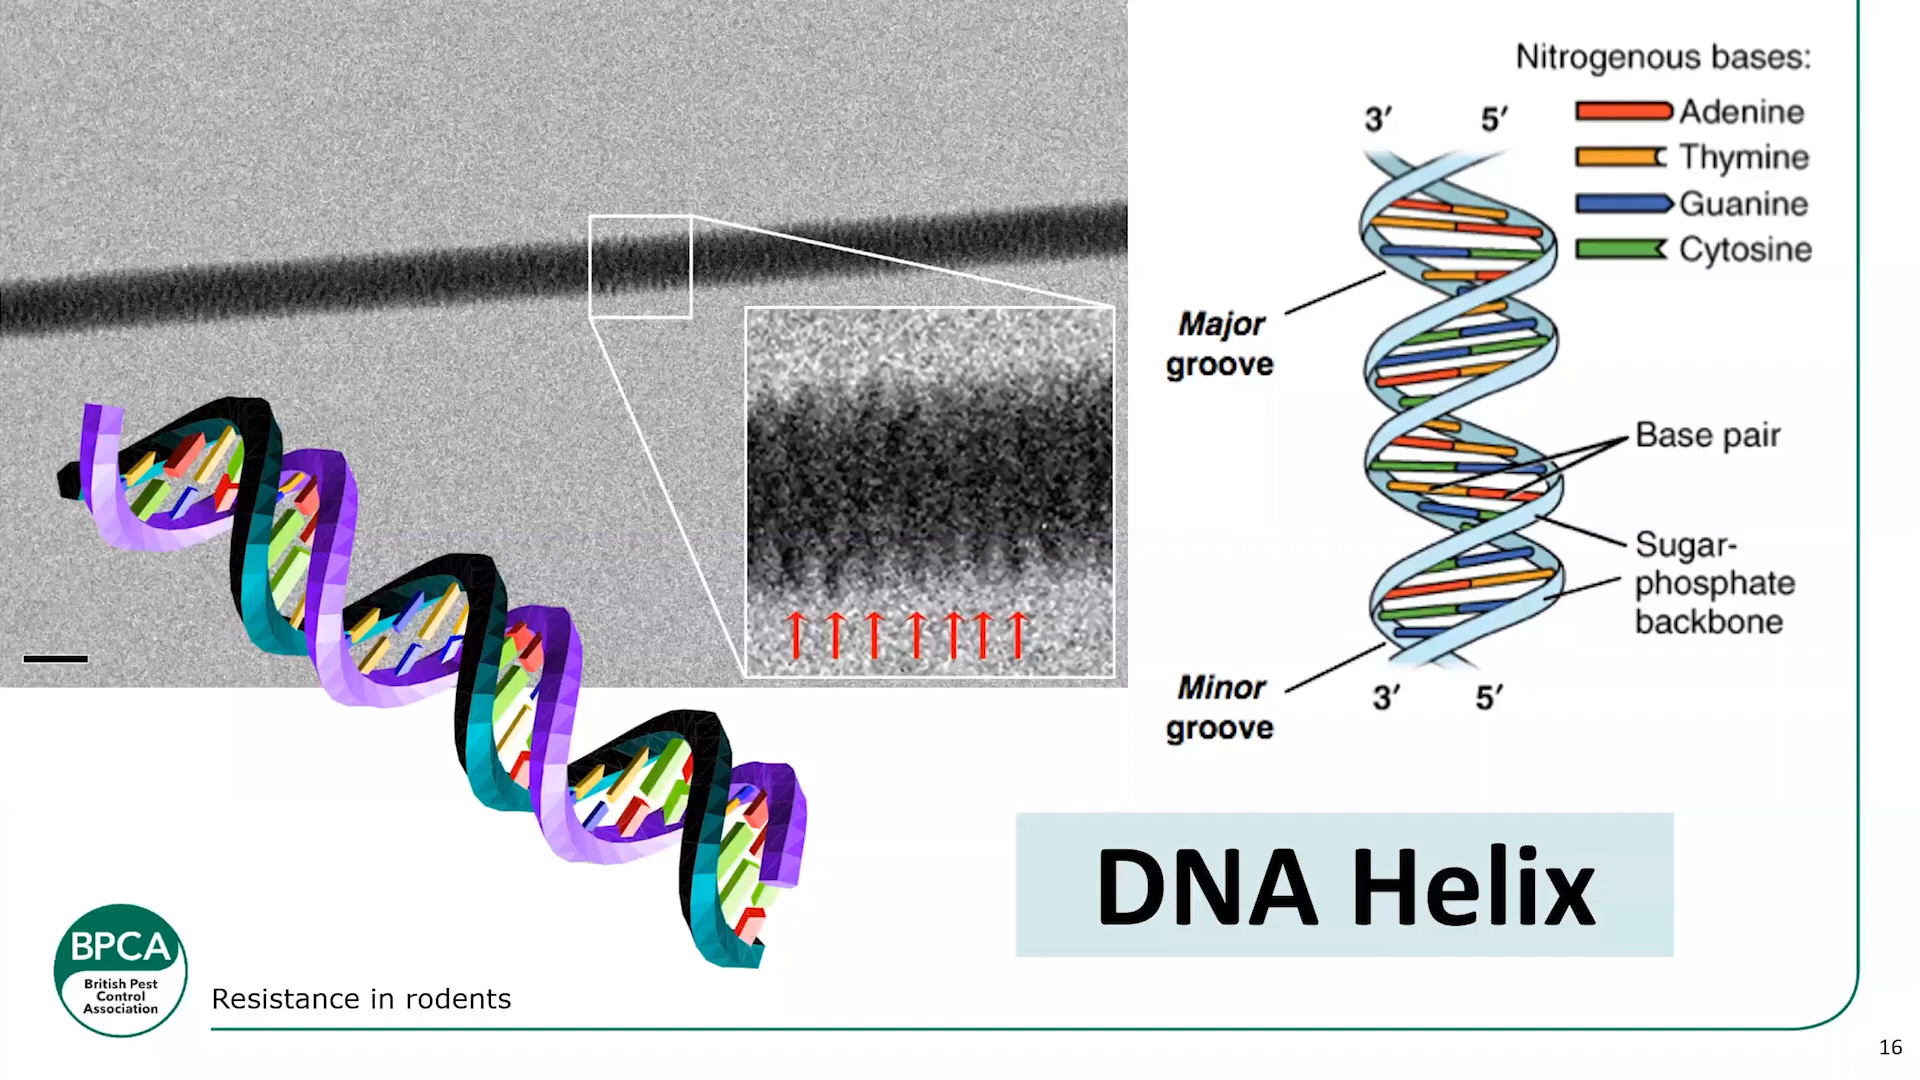 Nitrogenous bases:
3′ 5′
Adenine
Thymine
Guanine
Cytosine
Major
groove
Base pair
Sugar-
phosphate
backbone
Minor
groove
3′ 5′
DNA Helix
BPCA
British Pest
Control
Association
Resistance in rodents
16